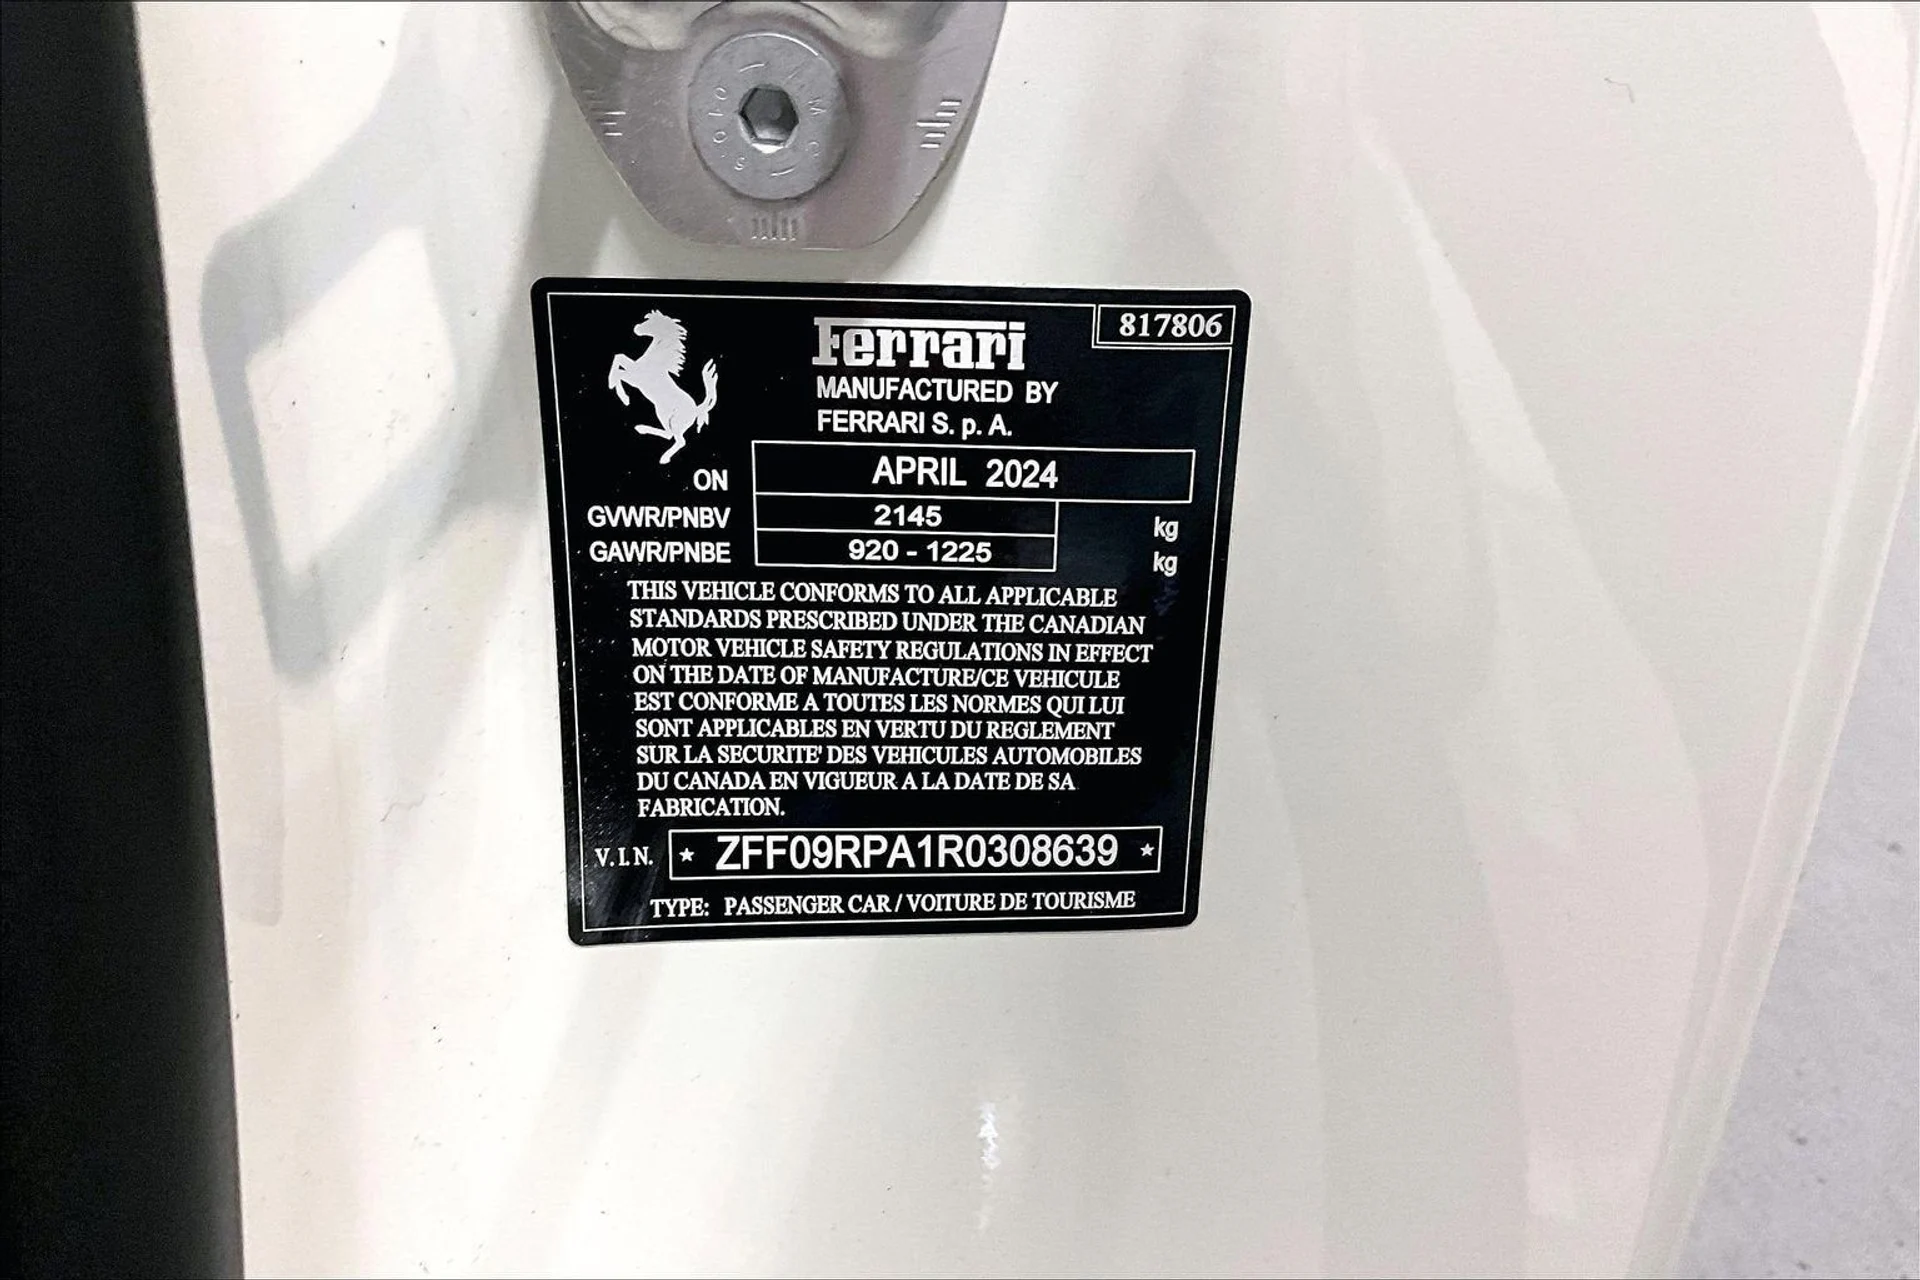 817806
Ferrari
MANUFACTURED BY
FERRARI S. p. A.
ON APRIL 2024
GVWR/PNBV 2145 kg
GAWR/PNBE 920 - 1225 kg
THIS VEHICLE CONFORMS TO ALL APPLICABLE
STANDARDS PRESCRIBED UNDER THE CANADIAN
MOTOR VEHICLE SAFETY REGULATIONS IN EFFECT
ON THE DATE OF MANUFACTURE/CE VEHICULE
EST CONFORME A TOUTES LES NORMES QUI LUI
SONT APPLICABLES EN VERTU DU REGLEMENT
SUR LA SECURITE' DES VEHICULES AUTOMOBILES
DU CANADA EN VIGUEUR A LA DATE DE SA
FABRICATION.
V.I.N. ★ ZFF09RPA1R0308639 ★
TYPE: PASSENGER CAR / VOITURE DE TOURISME